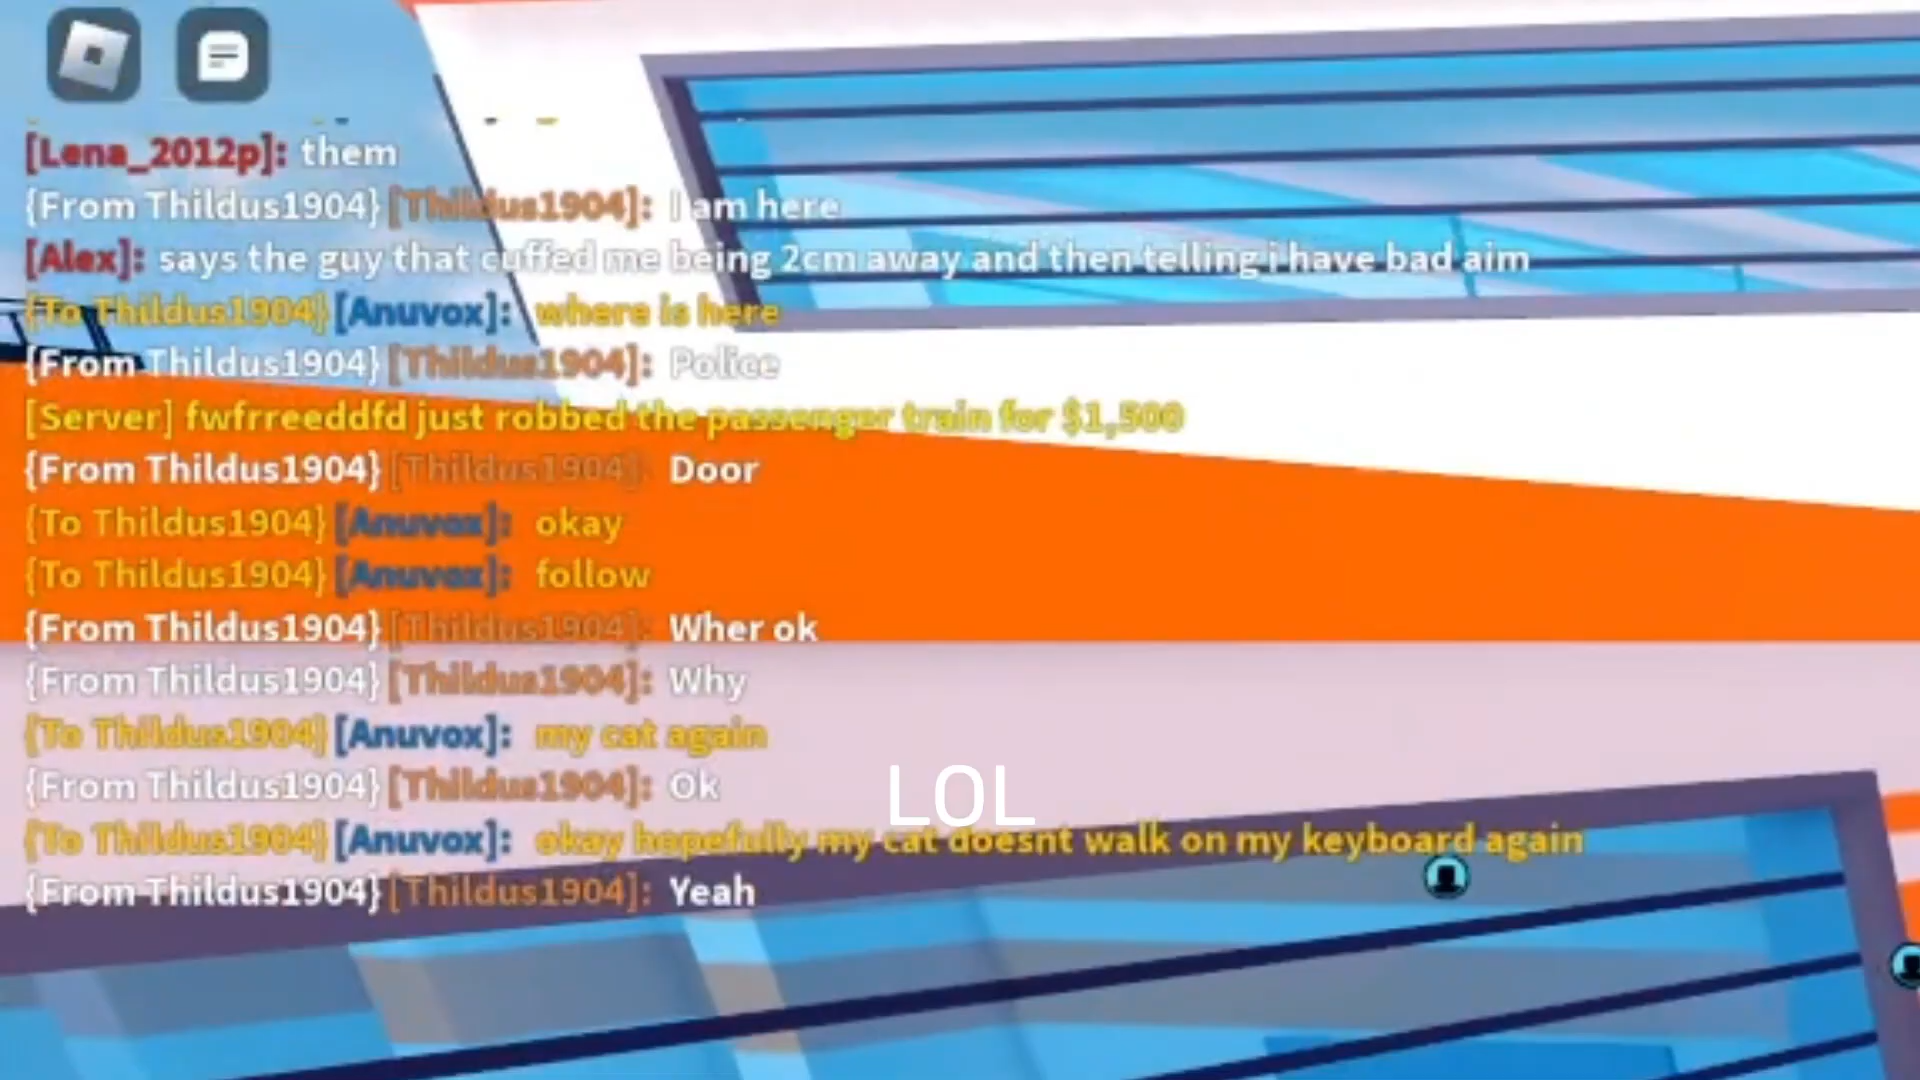 [Lena_2012p]: them
{From Thildus1904} [Thildus1904]: I am here
[Alex]: says the guy that cuffed me being 2cm away and then telling i have bad aim
{To Thildus1904} [Anuvox]: where is here
{From Thildus1904} [Thildus1904]: Police
[Server] fwfrreeddfd just robbed the passenger train for $1,500
{From Thildus1904} [Thildus1904]: Door
{To Thildus1904} [Anuvox]: okay
{To Thildus1904} [Anuvox]: follow
{From Thildus1904} [Thildus1904]: Wher ok
{From Thildus1904} [Thildus1904]: Why
{To Thildus1904} [Anuvox]: my cat again
{From Thildus1904} [Thildus1904]: Ok
LOL
{To Thildus1904} [Anuvox]: okay hopefully my cat doesnt walk on my keyboard again
{From Thildus1904} [Thildus1904]: Yeah